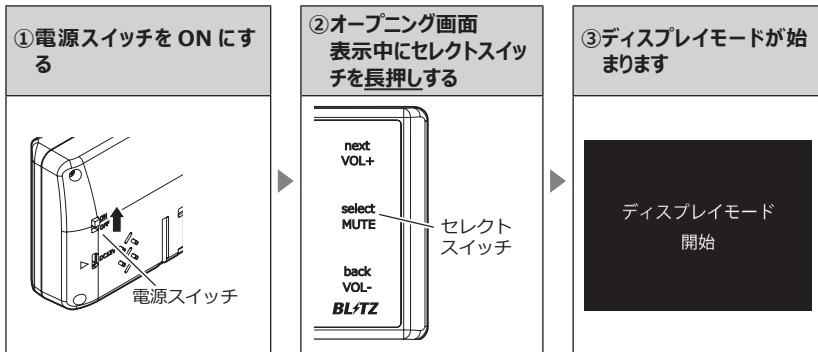 ①電源スイッチを ON にす
る
②オープニング画面
表示中にセレクトスイッ
チを長押しする
③ディスプレイモードが始
まります
ON
OFF
DC12V
電源スイッチ
next
VOL+
select
MUTE
back
VOL-
BLITZ
セレクト
スイッチ
ディスプレイモード
開始